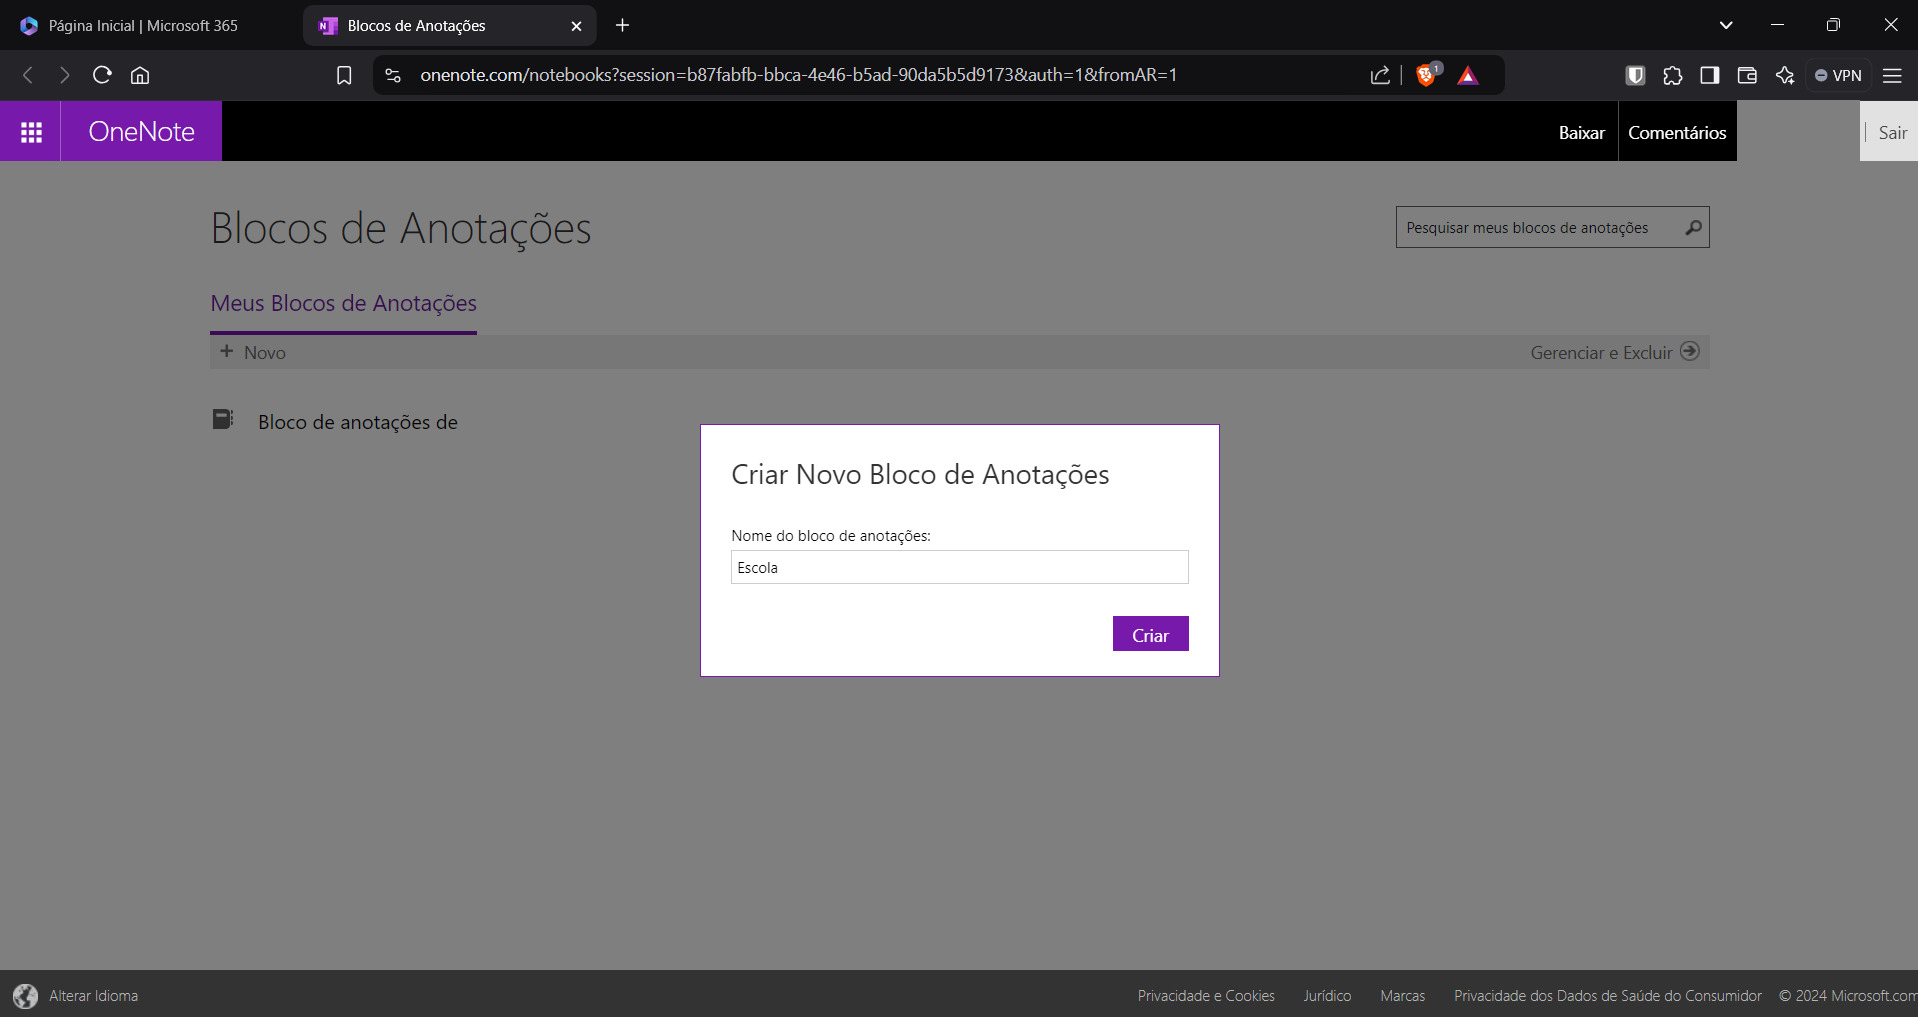 Página Inicial | Microsoft 365
Blocos de Anotações
onenote.com/notebooks?session=b87fabfb-bbca-4e46-b5ad-90da5b5d9173&auth=1&fromAR=1
1
VPN
OneNote
Baixar
Comentários
Sair
Blocos de Anotações
Pesquisar meus blocos de anotações
Meus Blocos de Anotações
+ Novo
Gerenciar e Excluir
Bloco de anotações de
Criar Novo Bloco de Anotações
Nome do bloco de anotações:
Escola
Criar
Alterar Idioma
Privacidade e Cookies
Jurídico
Marcas
Privacidade dos Dados de Saúde do Consumidor
© 2024 Microsoft.com